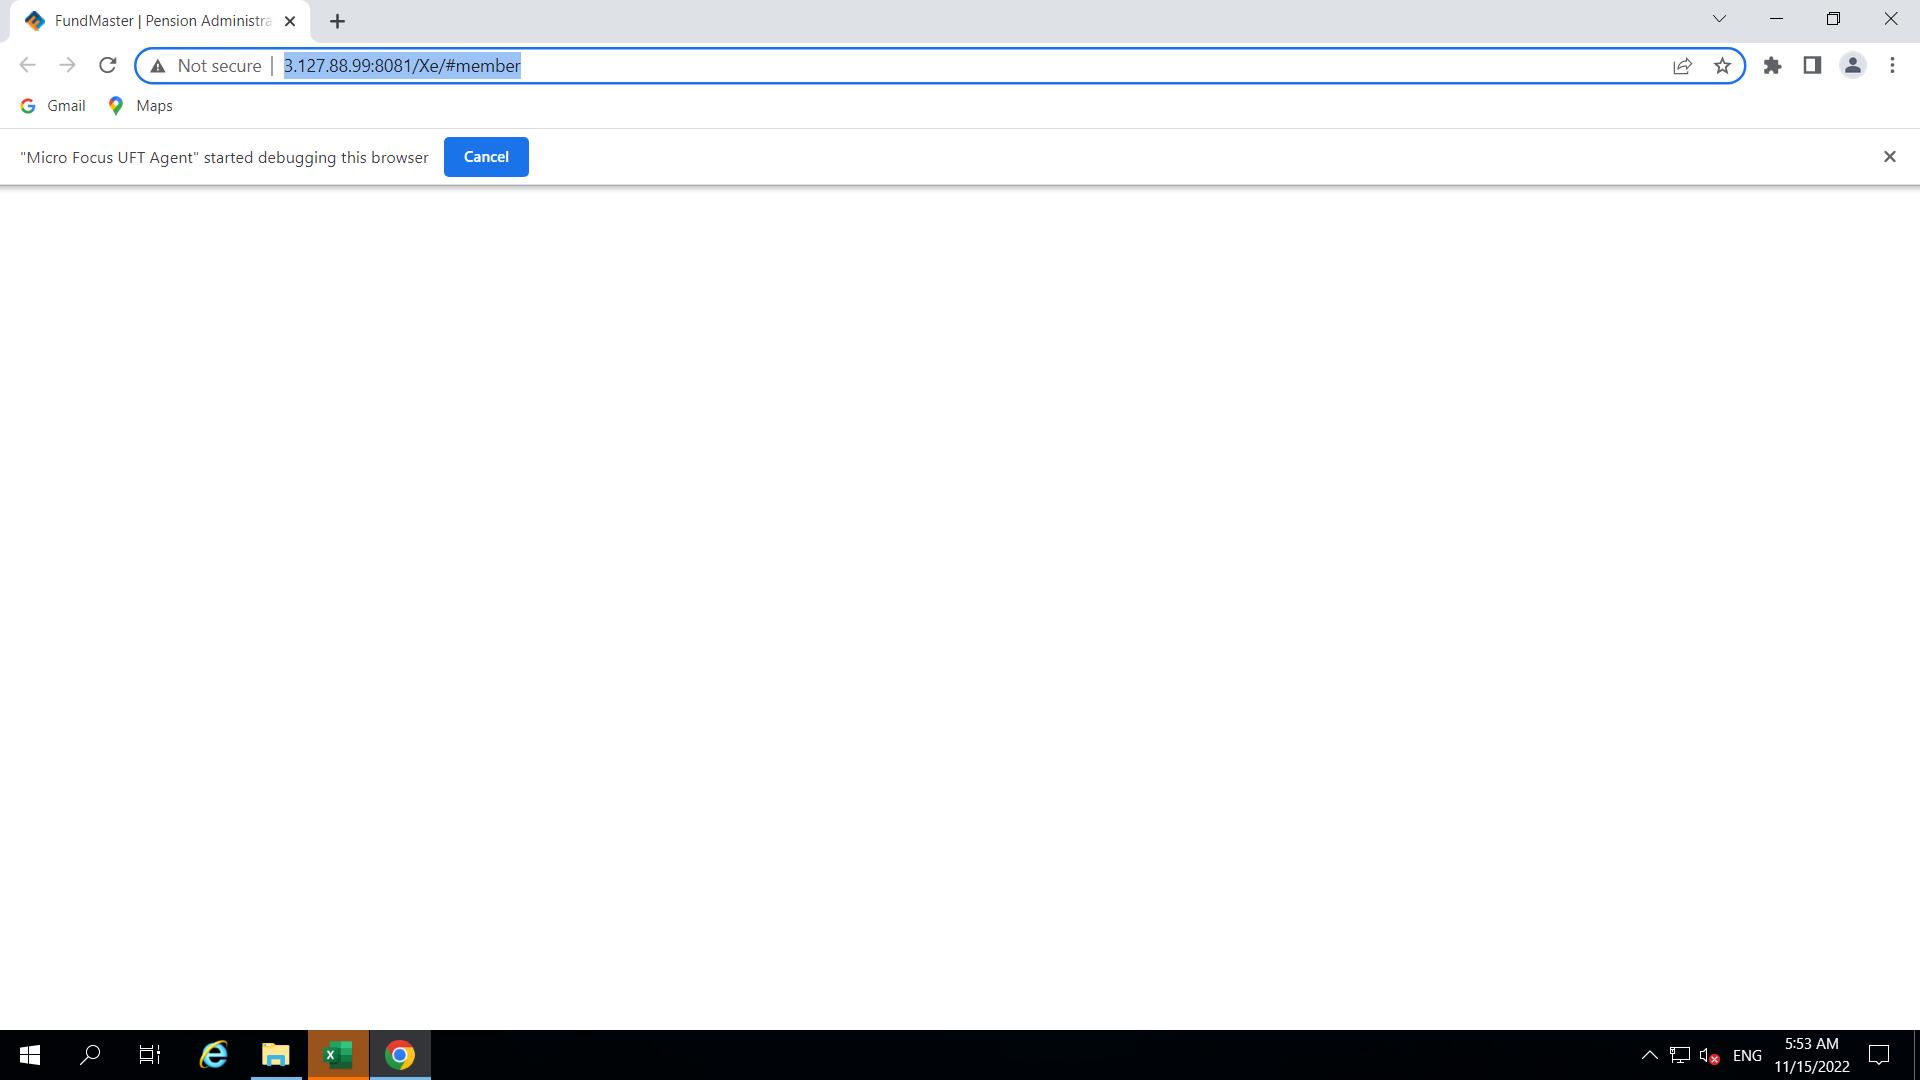 FundMaster | Pension Administra
Not secure | 3.127.88.99:8081/Xe/#member
Gmail Maps
"Micro Focus UFT Agent" started debugging this browser Cancel
ENG
5:53 AM
11/15/2022